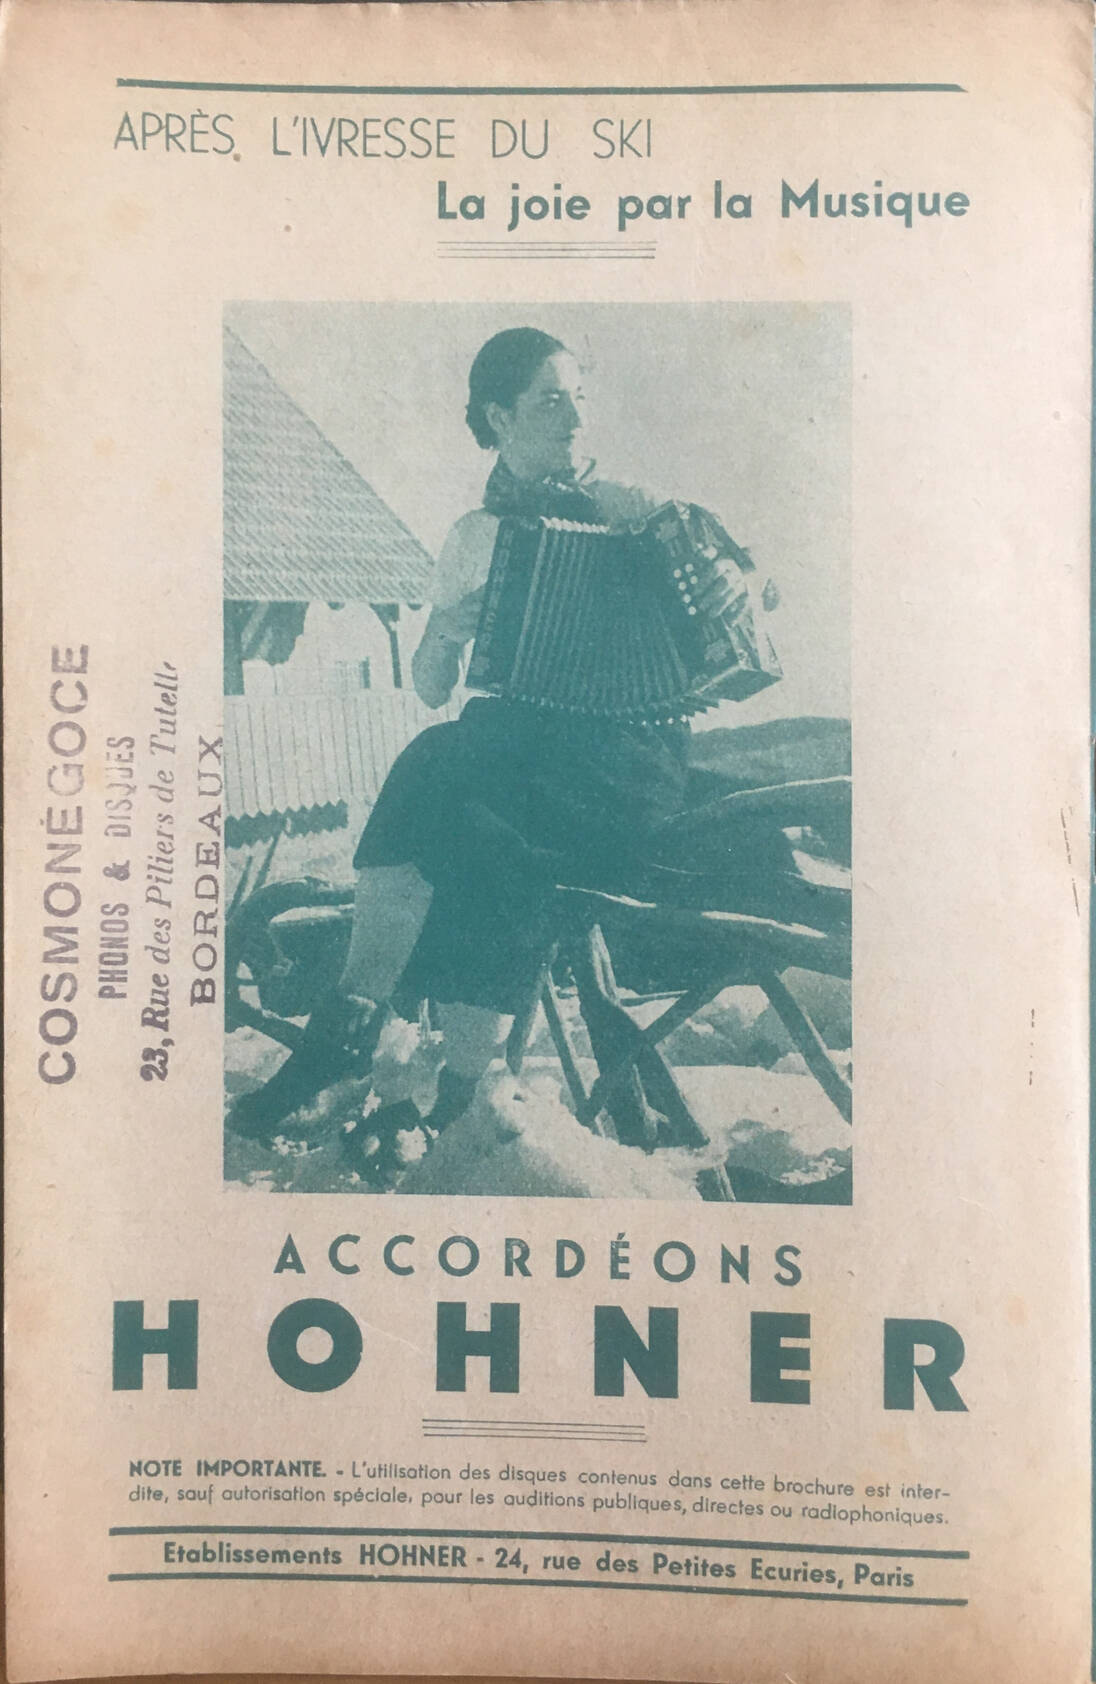 APRÈS L'IVRESSE DU SKI
La joie par la Musique
COSMONÉGOCE
PHONOS & DISQUES
23, Rue des Piliers de Tutelle
BORDEAUX
ACCORDÉONS
HOHNER
NOTE IMPORTANTE. - L'utilisation des disques contenus dans cette brochure est inter-
dite, sauf autorisation spéciale, pour les auditions publiques, directes ou radiophoniques.
Etablissements HOHNER - 24, rue des Petites Ecuries, Paris